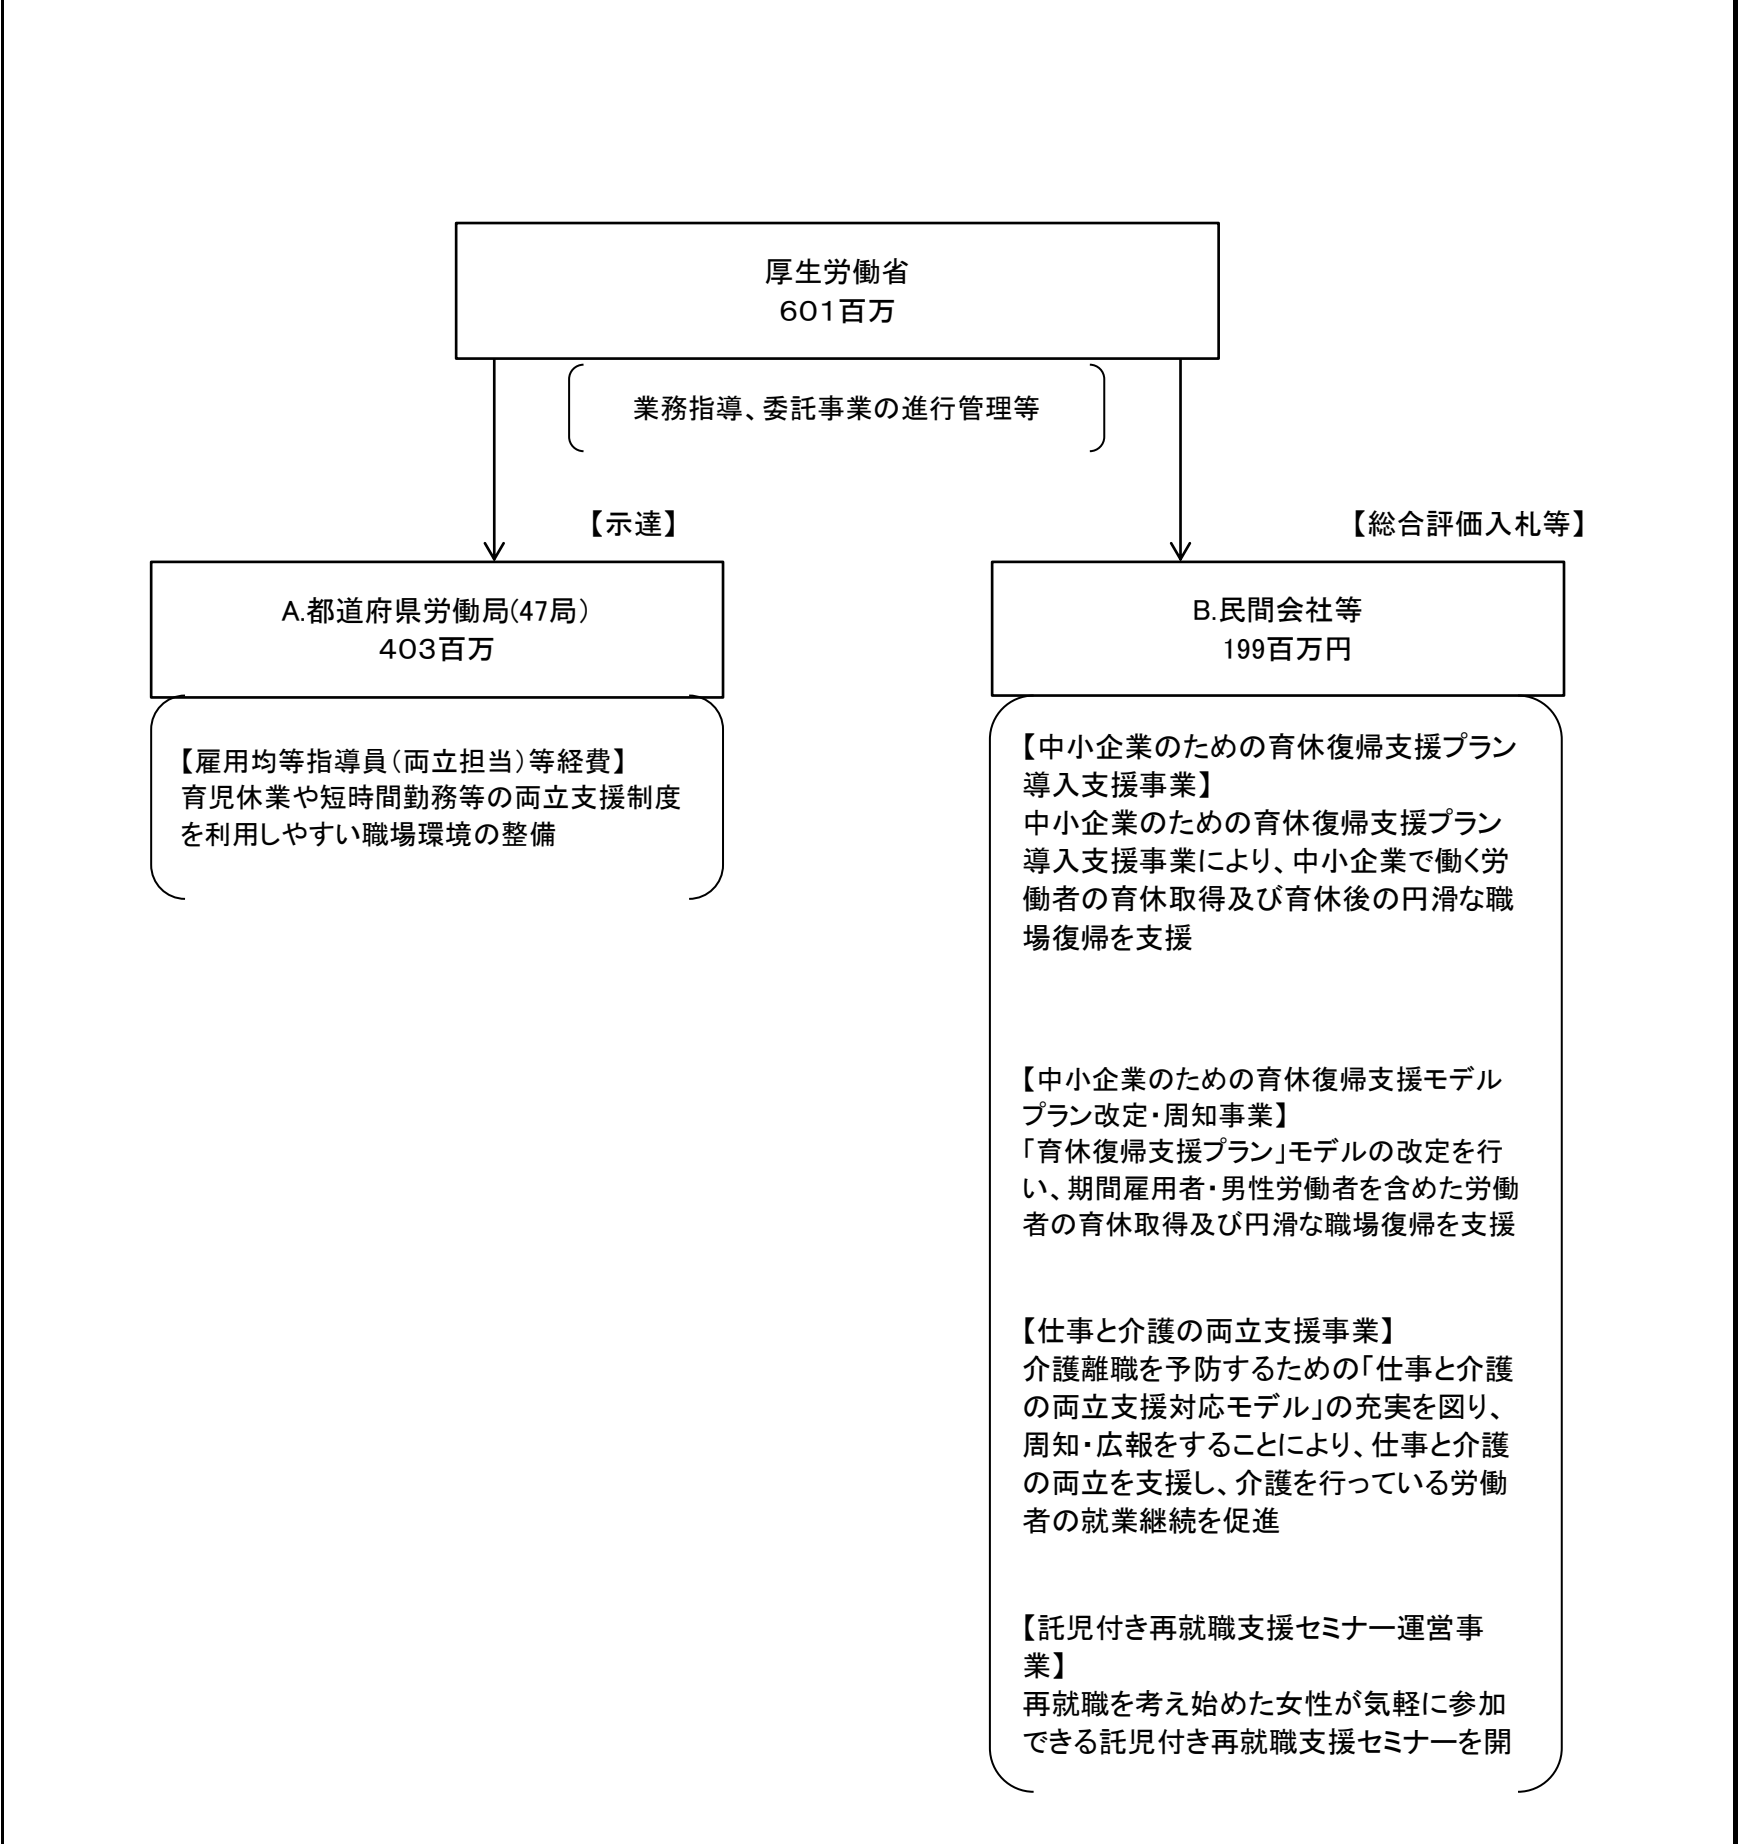 厚生労働省
６０１百万
業務指導、委託事業の進行管理等
【示達】
【総合評価入札等】
A.都道府県労働局(47局）
４０３百万
B.民間会社等
199百万円
【雇用均等指導員（両立担当）等経費】
育児休業や短時間勤務等の両立支援制度
を利用しやすい職場環境の整備
【中小企業のための育休復帰支援プラン
導入支援事業】
中小企業のための育休復帰支援プラン
導入支援事業により、中小企業で働く労
働者の育休取得及び育休後の円滑な職
場復帰を支援
【中小企業のための育休復帰支援モデル
プラン改定・周知事業】
「育休復帰支援プラン」モデルの改定を行
い、期間雇用者・男性労働者を含めた労働
者の育休取得及び円滑な職場復帰を支援
【仕事と介護の両立支援事業】
介護離職を予防するための「仕事と介護
の両立支援対応モデル」の充実を図り、
周知・広報をすることにより、仕事と介護
の両立を支援し、介護を行っている労働
者の就業継続を促進
【託児付き再就職支援セミナー運営事
業】
再就職を考え始めた女性が気軽に参加
できる託児付き再就職支援セミナーを開